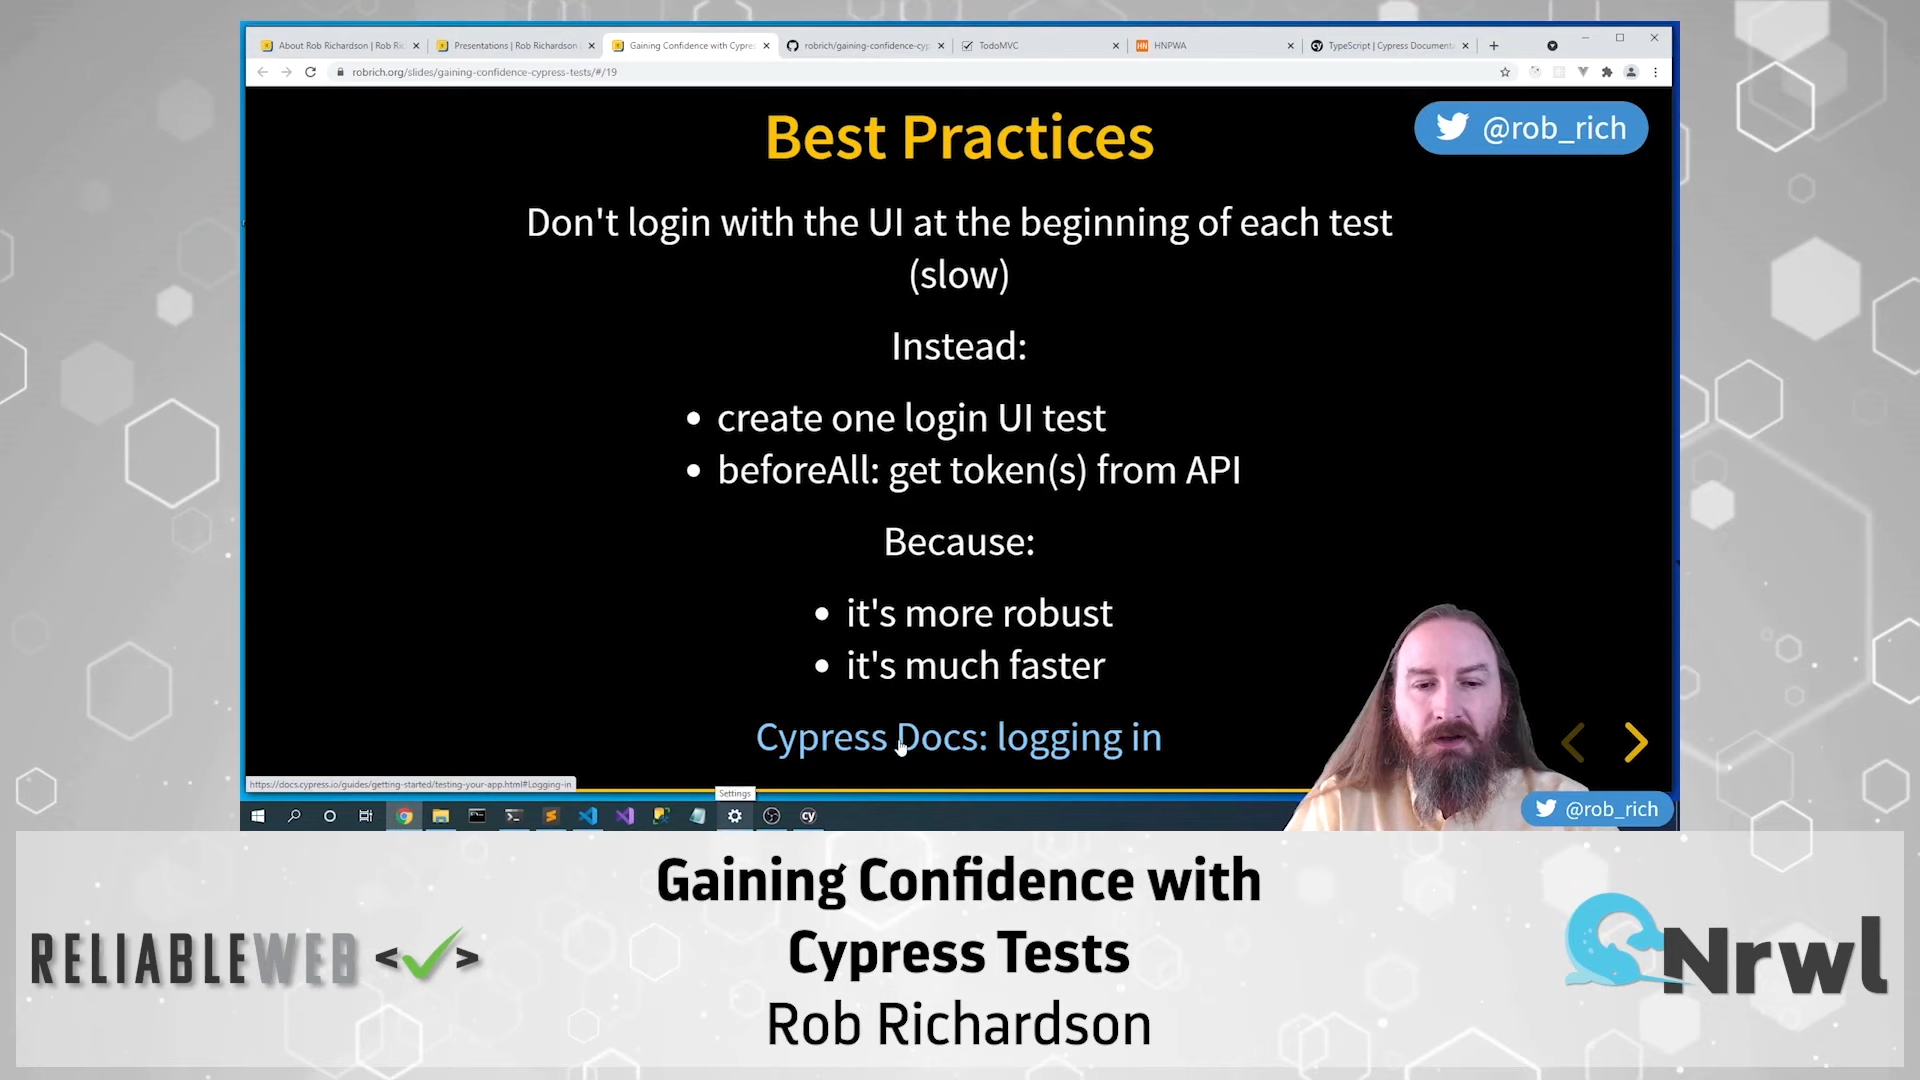 About Rob Richardson | Rob Ric
Presentations | Rob Richardson
Gaining Confidence with Cypre
robrich/gaining-confidence-cyp
TodoMVC
HN
HNPWA
cy
TypeScript | Cypress Documenta
robrich.org/slides/gaining-confidence-cypress-tests/#/19
Best Practices
@rob_rich
Don't login with the UI at the beginning of each test
(slow)
Instead:
• create one login UI test
• beforeAll: get token(s) from API
Because:
• it's more robust
• it's much faster
Cypress Docs: logging in
https://docs.cypress.io/guides/getting-started/testing-your-app.html#Logging-in
Settings
cy
@rob_rich
Gaining Confidence with
Cypress Tests
Rob Richardson
RELIABLEWEB <✓>
Nrwl